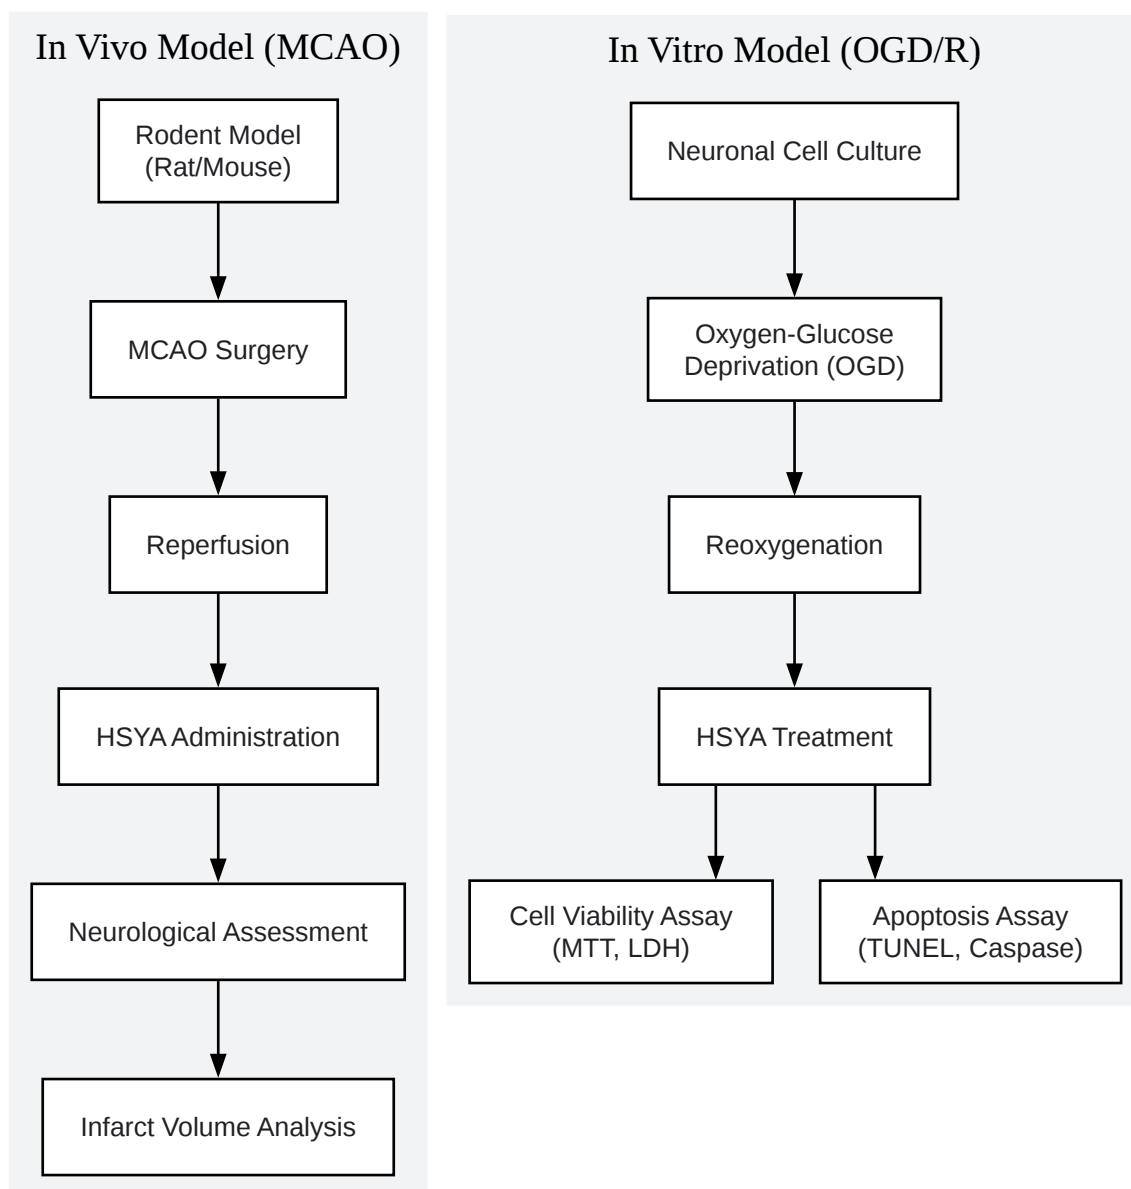 In Vivo Model (MCAO)
Rodent Model
(Rat/Mouse)
MCAO Surgery
Reperfusion
HSYA Administration
Neurological Assessment
Infarct Volume Analysis
In Vitro Model (OGD/R)
Neuronal Cell Culture
Oxygen-Glucose
Deprivation (OGD)
Reoxygenation
HSYA Treatment
Cell Viability Assay
(MTT, LDH)
Apoptosis Assay
(TUNEL, Caspase)